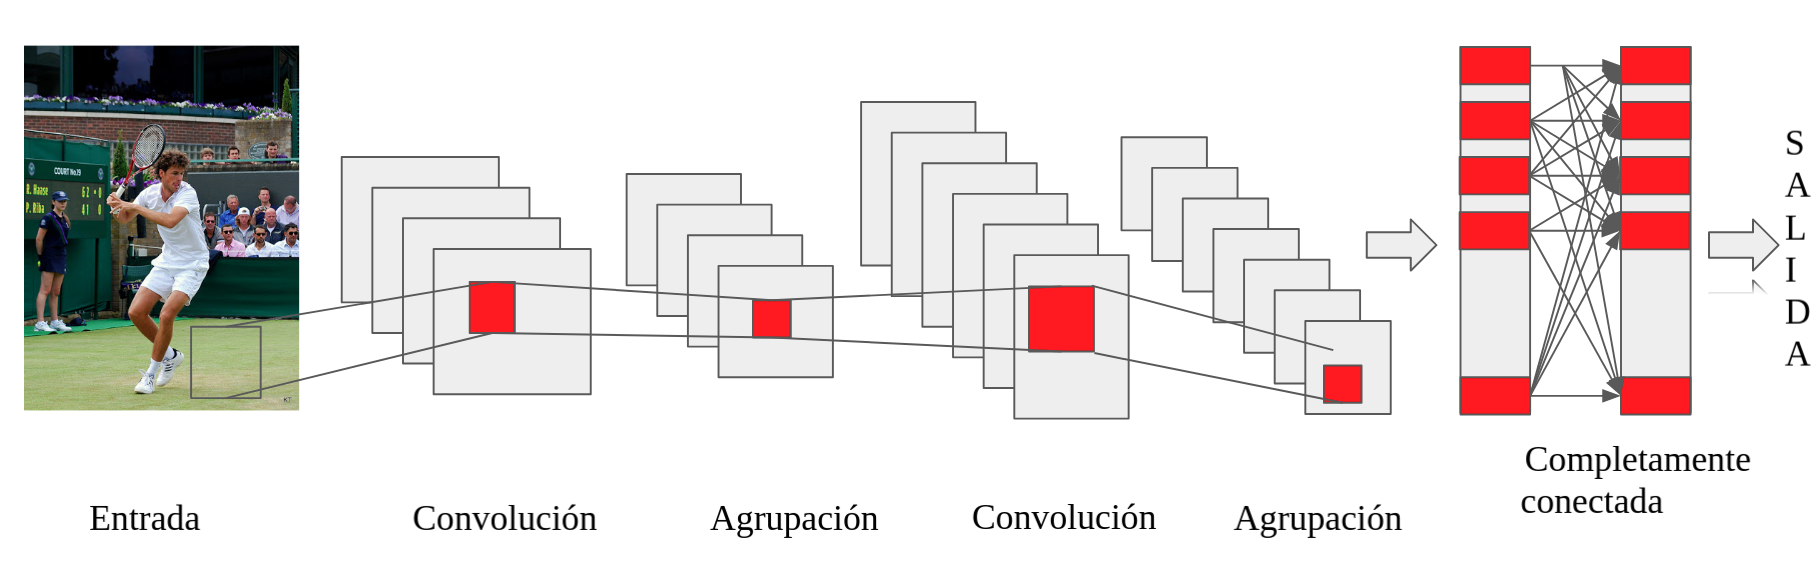 COURT No.19
R. Haase 6 2 • 0
P. Riba 4 1 0
S
A
L
I
D
A
Completamente
conectada
Entrada
Convolución
Agrupación
Convolución
Agrupación